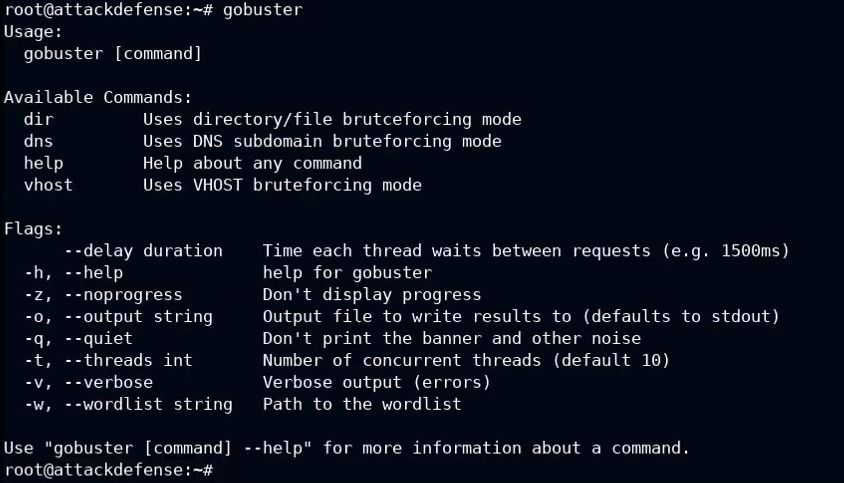 root@attackdefense:~# gobuster
Usage:
  gobuster [command]

Available Commands:
  dir         Uses directory/file brutceforcing mode
  dns         Uses DNS subdomain bruteforcing mode
  help        Help about any command
  vhost       Uses VHOST bruteforcing mode

Flags:
      --delay duration    Time each thread waits between requests (e.g. 1500ms)
  -h, --help              help for gobuster
  -z, --noprogress        Don't display progress
  -o, --output string     Output file to write results to (defaults to stdout)
  -q, --quiet             Don't print the banner and other noise
  -t, --threads int       Number of concurrent threads (default 10)
  -v, --verbose           Verbose output (errors)
  -w, --wordlist string   Path to the wordlist

Use "gobuster [command] --help" for more information about a command.
root@attackdefense:~#